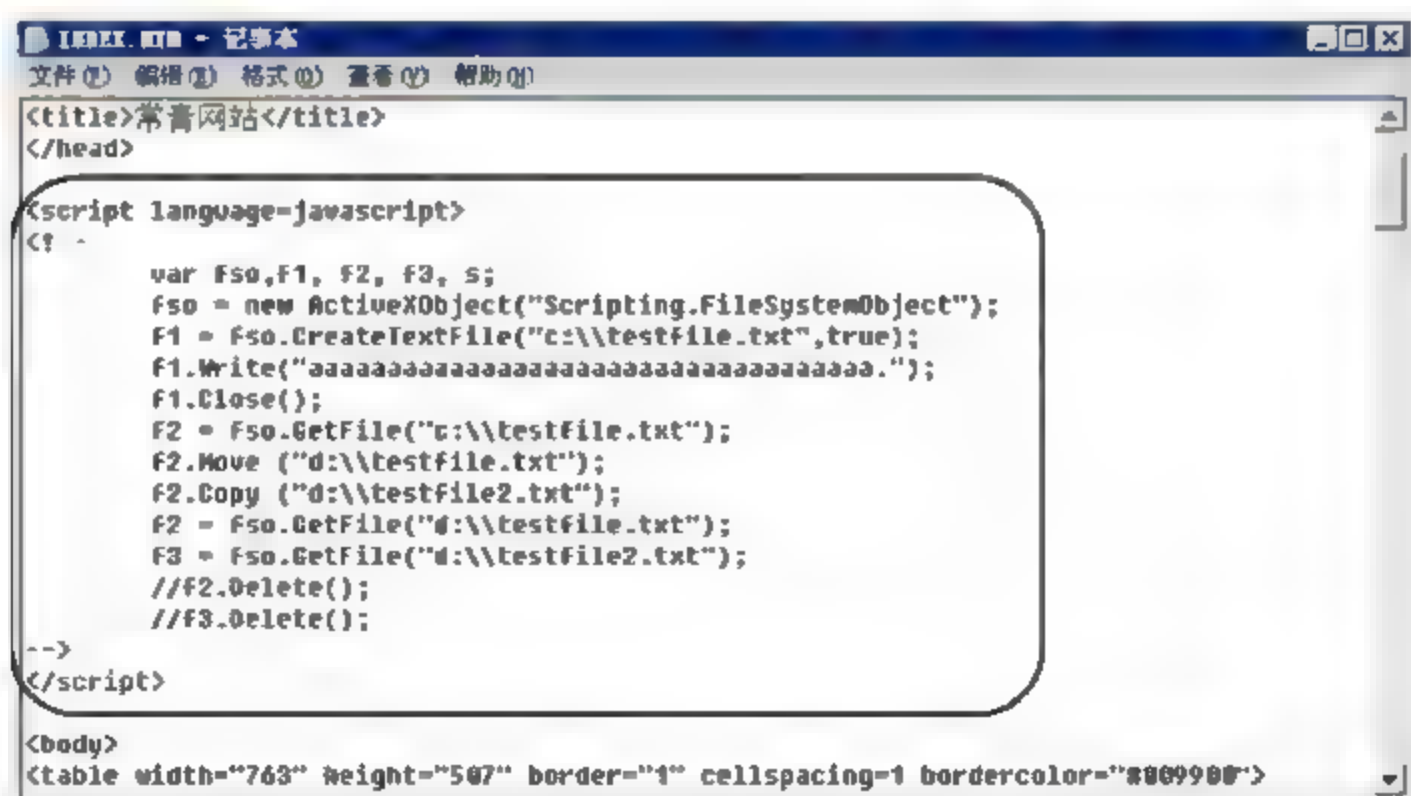 INDEX.HTM - 记事本
文件(F) 编辑(E) 格式(O) 查看(V) 帮助(H)
<title>常青网站</title>
</head>
<script language=javascript>
<! -
var fso,f1, f2, f3, s;
fso = new ActiveXObject("Scripting.FileSystemObject");
f1 = fso.CreateTextFile("c:\\testfile.txt",true);
f1.Write("aaaaaaaaaaaaaaaaaaaaaaaaaaaaaaaaaaaa.");
f1.Close();
f2 = fso.GetFile("c:\\testfile.txt");
f2.Move ("d:\\testfile.txt");
f2.Copy ("d:\\testfile2.txt");
f2 = fso.GetFile("d:\\testfile.txt");
f3 = fso.GetFile("d:\\testfile2.txt");
//f2.Delete();
//f3.Delete();
-->
</script>
<body>
<table width="763" height="507" border="1" cellspacing=1 bordercolor="#009900">